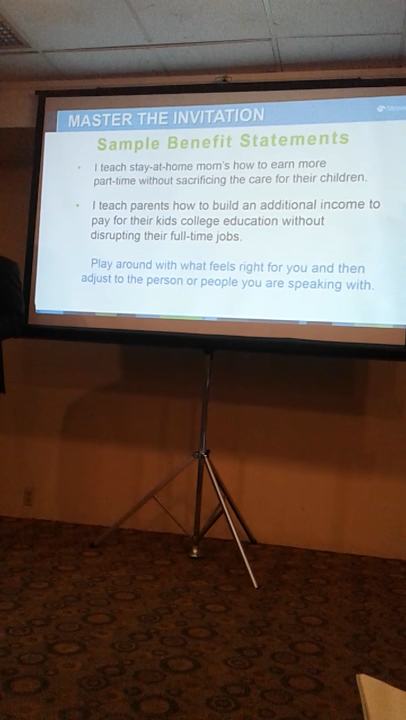 MASTER THE INVITATION
Sample Benefit Statements
• I teach stay-at-home mom's how to earn more
part-time without sacrificing the care for their children.
• I teach parents how to build an additional income to
pay for their kids college education without
disrupting their full-time jobs.
Play around with what feels right for you and then
adjust to the person or people you are speaking with.